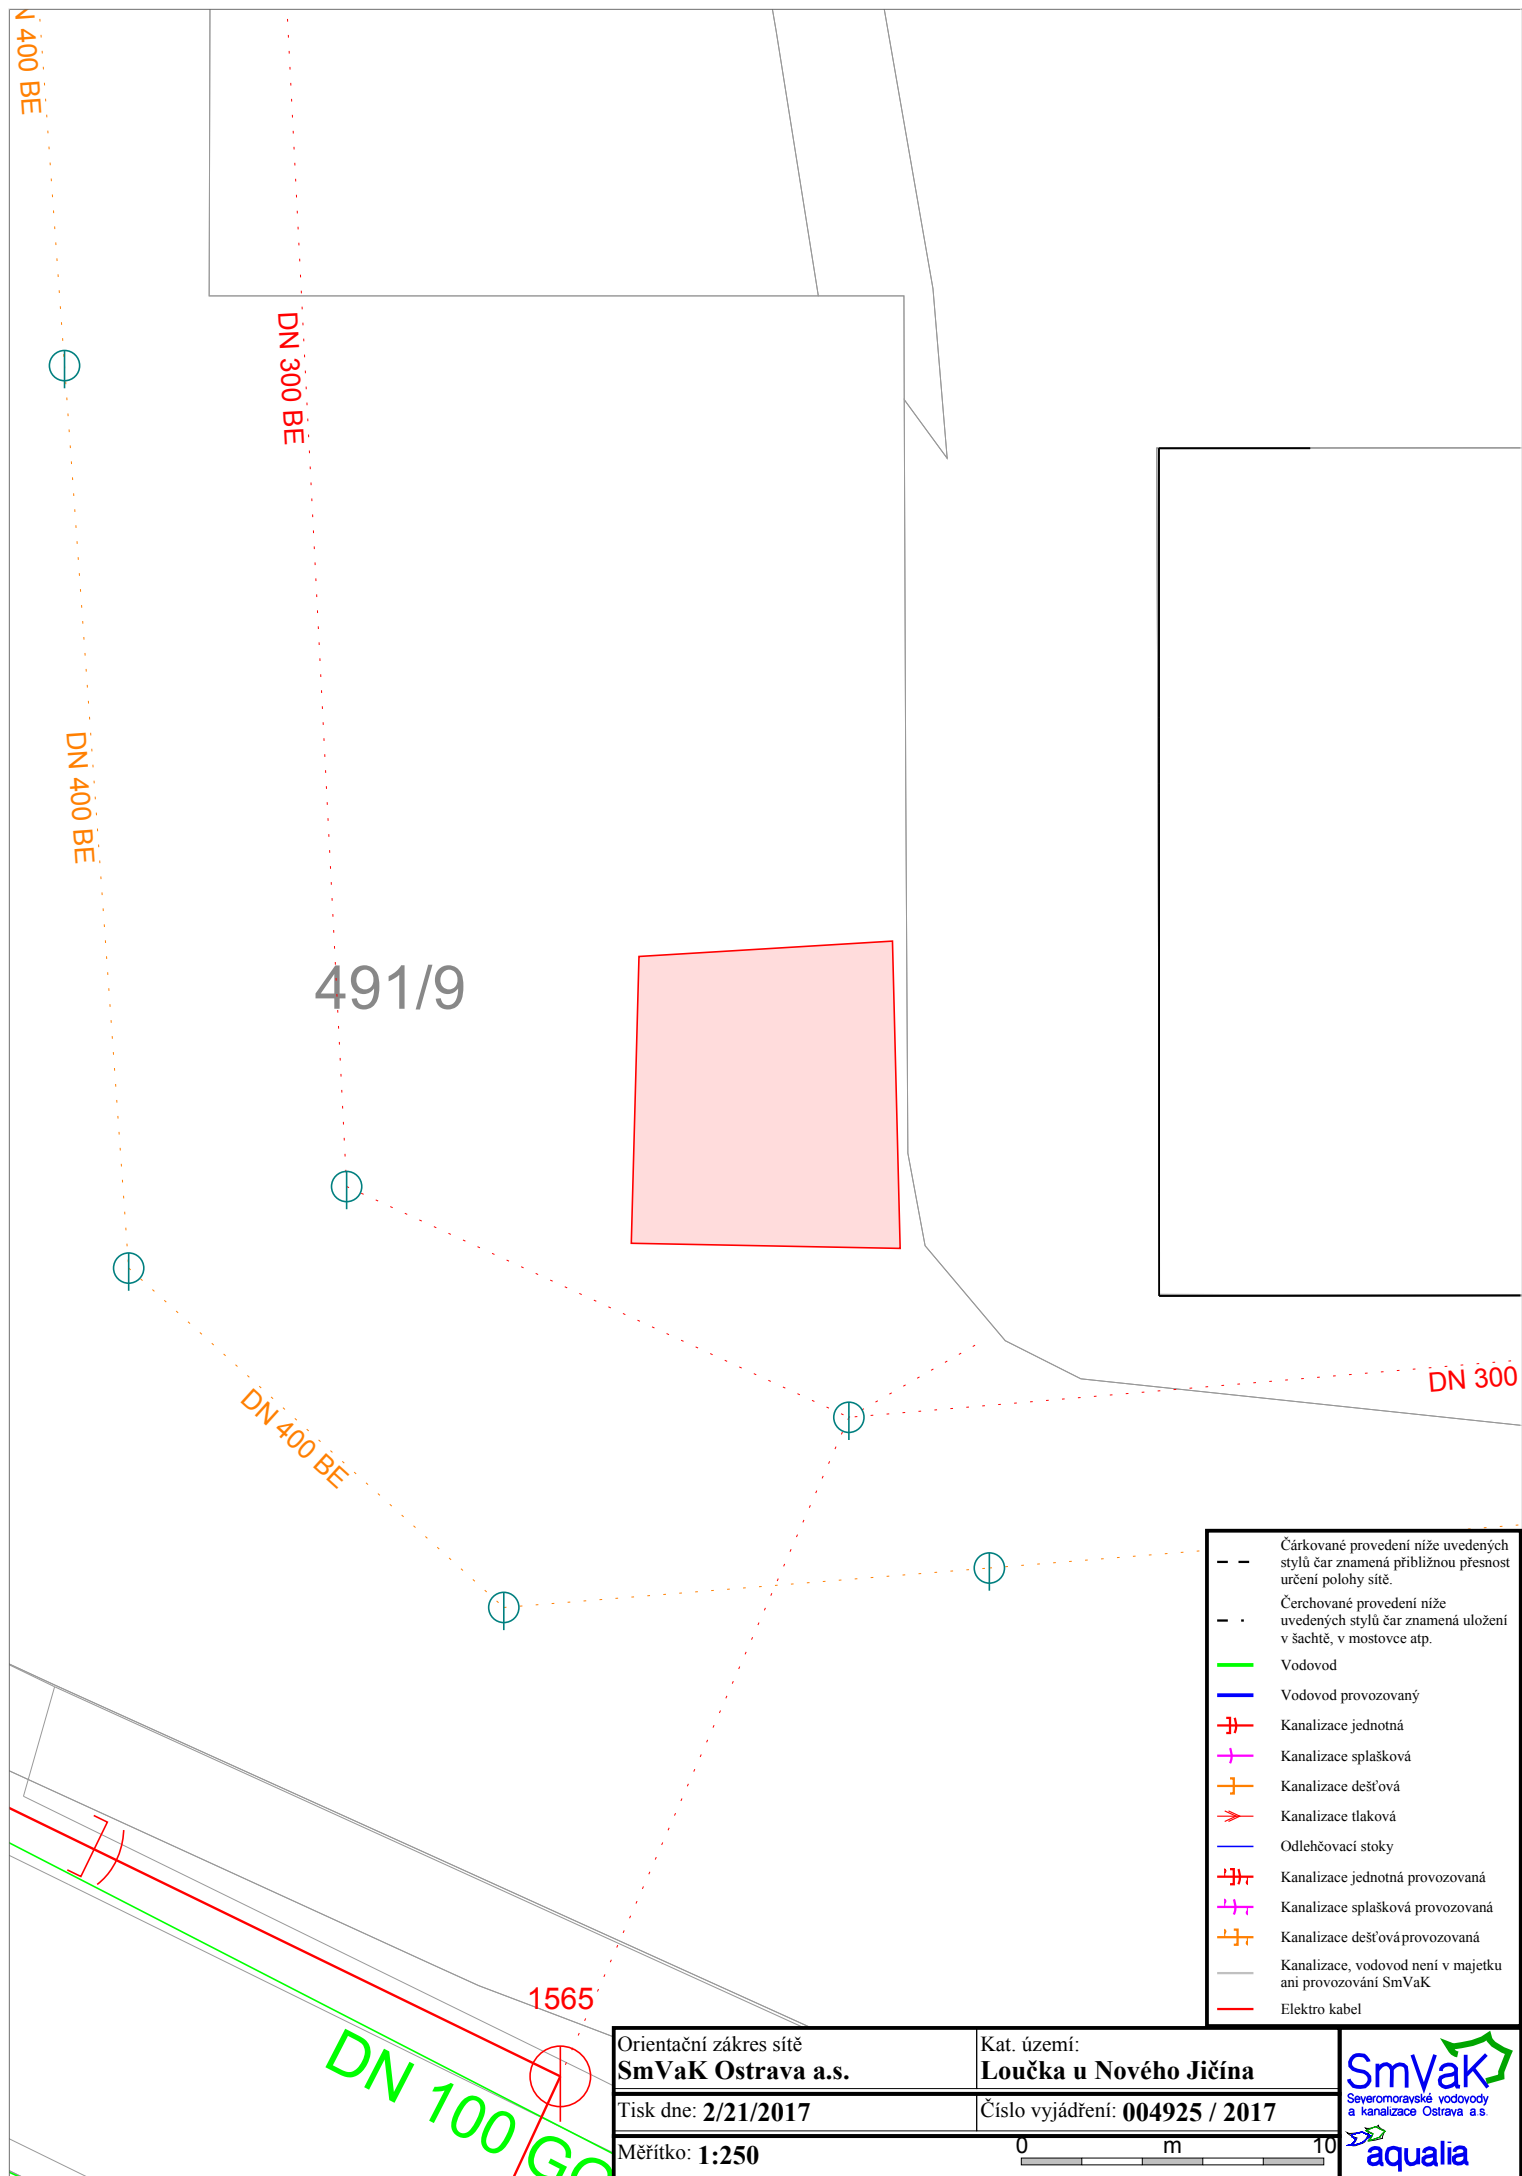 N 400 BE
DN 300 BE
DN 400 BE
491/9
DN 300
DN 400 BE
Čárkované provedení níže uvedených
stylů čar znamená přibližnou přesnost
určení polohy sítě.
Čerchované provedení níže
uvedených stylů čar znamená uložení
v šachtě, v mostovce atp.
Vodovod
Vodovod provozovaný
Kanalizace jednotná
Kanalizace splašková
Kanalizace dešťová
Kanalizace tlaková
Odlehčovací stoky
Kanalizace jednotná provozovaná
Kanalizace splašková provozovaná
Kanalizace dešťová provozovaná
Kanalizace, vodovod není v majetku
ani provozování SmVaK
Elektro kabel
1565
DN 100 GG
Orientační zákres sítě
SmVaK Ostrava a.s.
Kat. území:
Loučka u Nového Jičína
Tisk dne: 2/21/2017
Číslo vyjádření: 004925 / 2017
Měřítko: 1:250
0 m 10
SmVaK
Severomoravské vodovody
a kanalizace Ostrava a.s.
aqualia